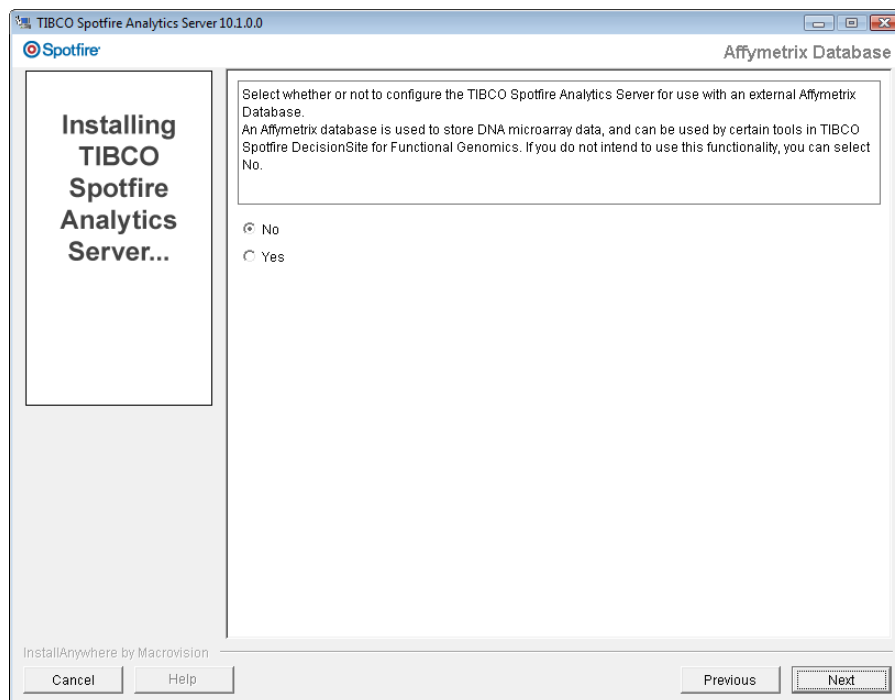 TIBCO Spotfire Analytics Server 10.1.0.0
Spotfire
Affymetrix Database
Installing
TIBCO
Spotfire
Analytics
Server...
Select whether or not to configure the TIBCO Spotfire Analytics Server for use with an external Affymetrix
Database.
An Affymetrix database is used to store DNA microarray data, and can be used by certain tools in TIBCO
Spotfire DecisionSite for Functional Genomics. If you do not intend to use this functionality, you can select
No.
No
Yes
InstallAnywhere by Macrovision
Cancel
Help
Previous
Next